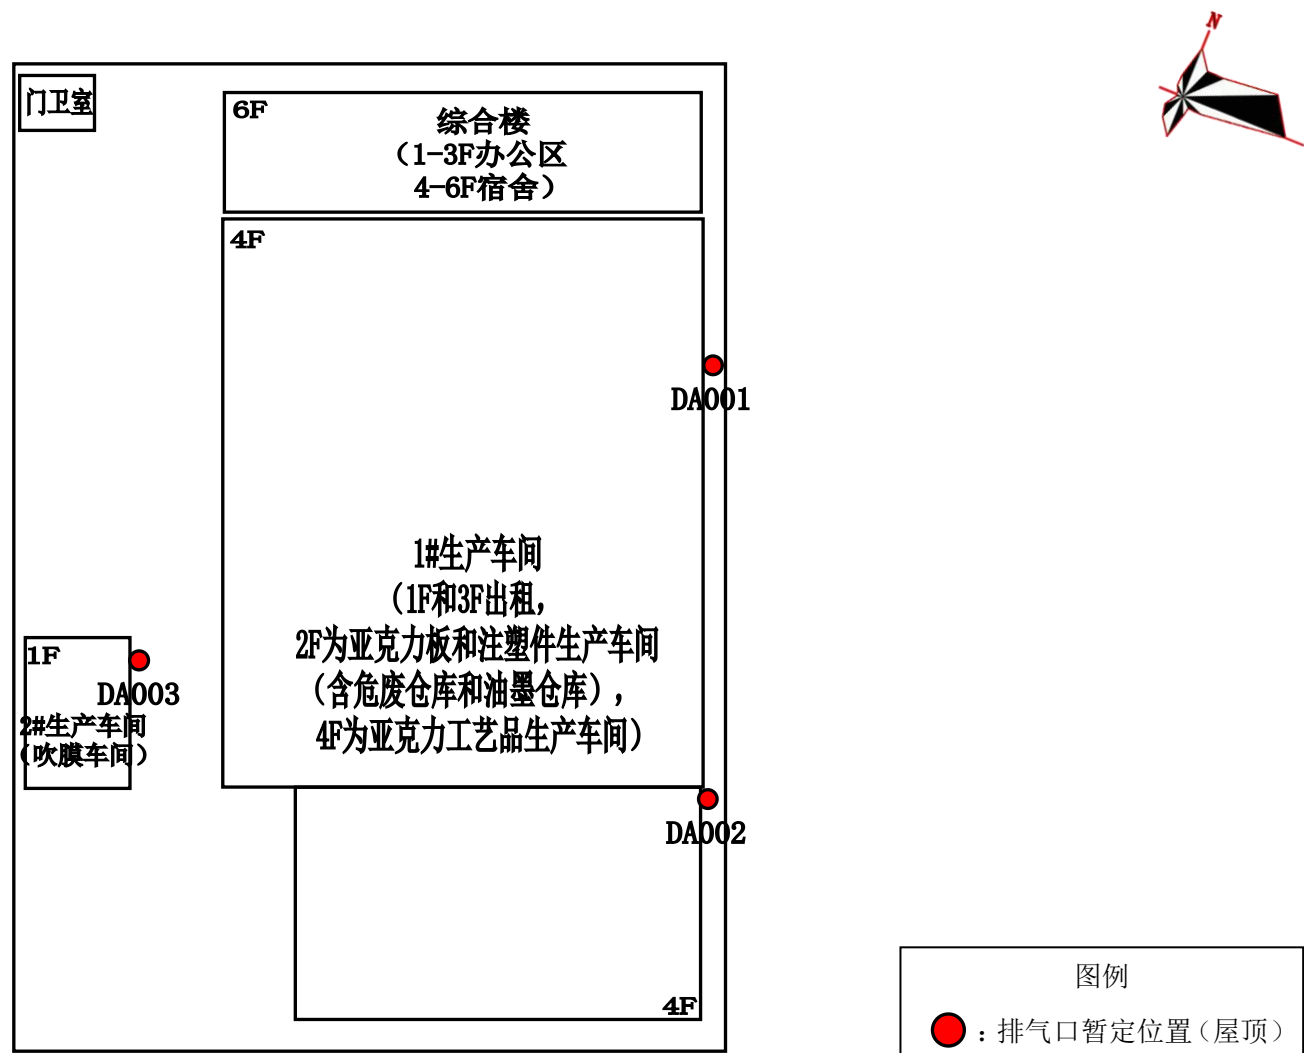 N
门卫室
6F
综合楼
（1-3F办公区
4-6F宿舍）
4F
DA001
1#生产车间
（1F和3F出租，
2F为亚克力板和注塑件生产车间
（含危废仓库和油墨仓库），
4F为亚克力工艺品生产车间）
1F
DA003
2#生产车间
（吹膜车间）
DA002
4F
图例
：排气口暂定位置（屋顶）